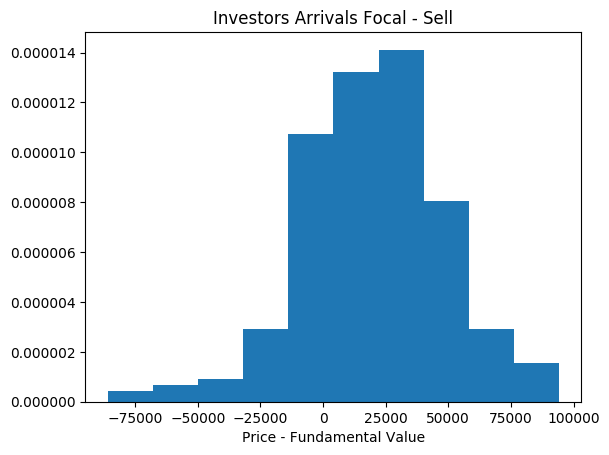 Investors Arrivals Focal - Sell
0.000014
0.000012
0.000010
0.000008
0.000006
0.000004
0.000002
0.000000
−75000 −50000 −25000 0 25000 50000 75000 100000
Price - Fundamental Value